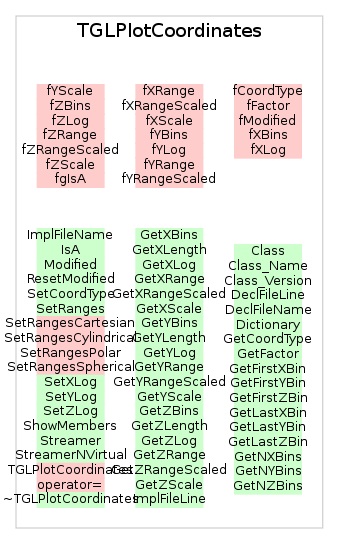 TGLPlotCoordinates
fYScale
fZBins
fZLog
fZRange
fZRangeScaled
fZScale
fgIsA
fXRange
fXRangeScaled
fXScale
fYBins
fYLog
fYRange
fYRangeScaled
fCoordType
fFactor
fModified
fXBins
fXLog
ImplFileName
IsA
Modified
ResetModified
SetCoordType
SetRanges
SetRangesCartesian
SetRangesCylindrical
SetRangesPolar
SetRangesSpherical
SetXLog
SetYLog
SetZLog
ShowMembers
Streamer
StreamerNVirtual
TGLPlotCoordinates
operator=
~TGLPlotCoordinates
GetXBins
GetXLength
GetXLog
GetXRange
GetXRangeScaled
GetXScale
GetYBins
GetYLength
GetYLog
GetYRange
GetYRangeScaled
GetYScale
GetZBins
GetZLength
GetZLog
GetZRange
GetZRangeScaled
GetZScale
ImplFileLine
Class
Class_Name
Class_Version
DeclFileLine
DeclFileName
Dictionary
GetCoordType
GetFactor
GetFirstXBin
GetFirstYBin
GetFirstZBin
GetLastXBin
GetLastYBin
GetLastZBin
GetNXBins
GetNYBins
GetNZBins